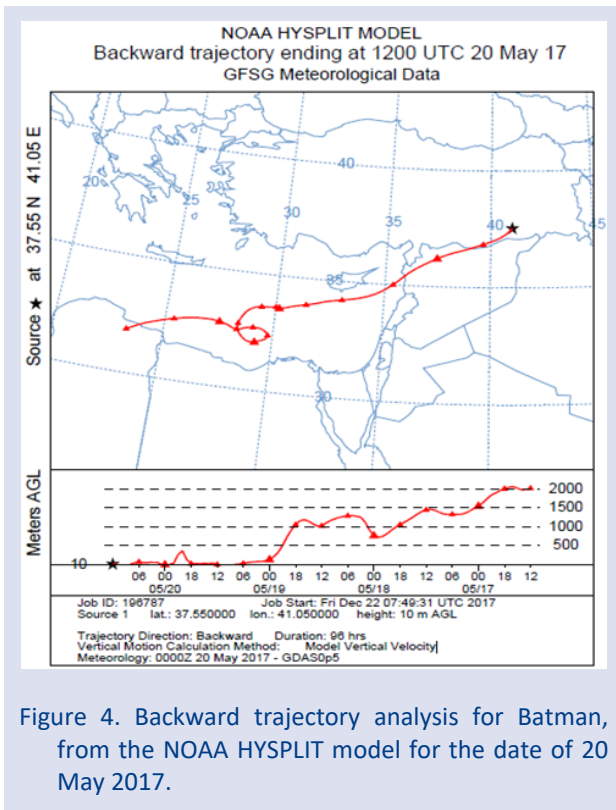 NOAA HYSPLIT MODEL
Backward trajectory ending at 1200 UTC 20 May 17
GFSG Meteorological Data
Source ★ at 37.55 N 41.05 E
20
25
30
35
40
45
40
35
30
Meters AGL
2000
1500
1000
500
10
06 00 18 12 06 00 18 12 06 00 18 12 06 00 18 12
05/20 05/19 05/18 05/17
Job ID: 196787 Job Start: Fri Dec 22 07:49:31 UTC 2017
Source 1 lat.: 37.550000 lon.: 41.050000 height: 10 m AGL
Trajectory Direction: Backward Duration: 96 hrs
Vertical Motion Calculation Method: Model Vertical Velocity
Meteorology: 0000Z 20 May 2017 - GDAS0p5
Figure 4. Backward trajectory analysis for Batman,
from the NOAA HYSPLIT model for the date of 20
May 2017.